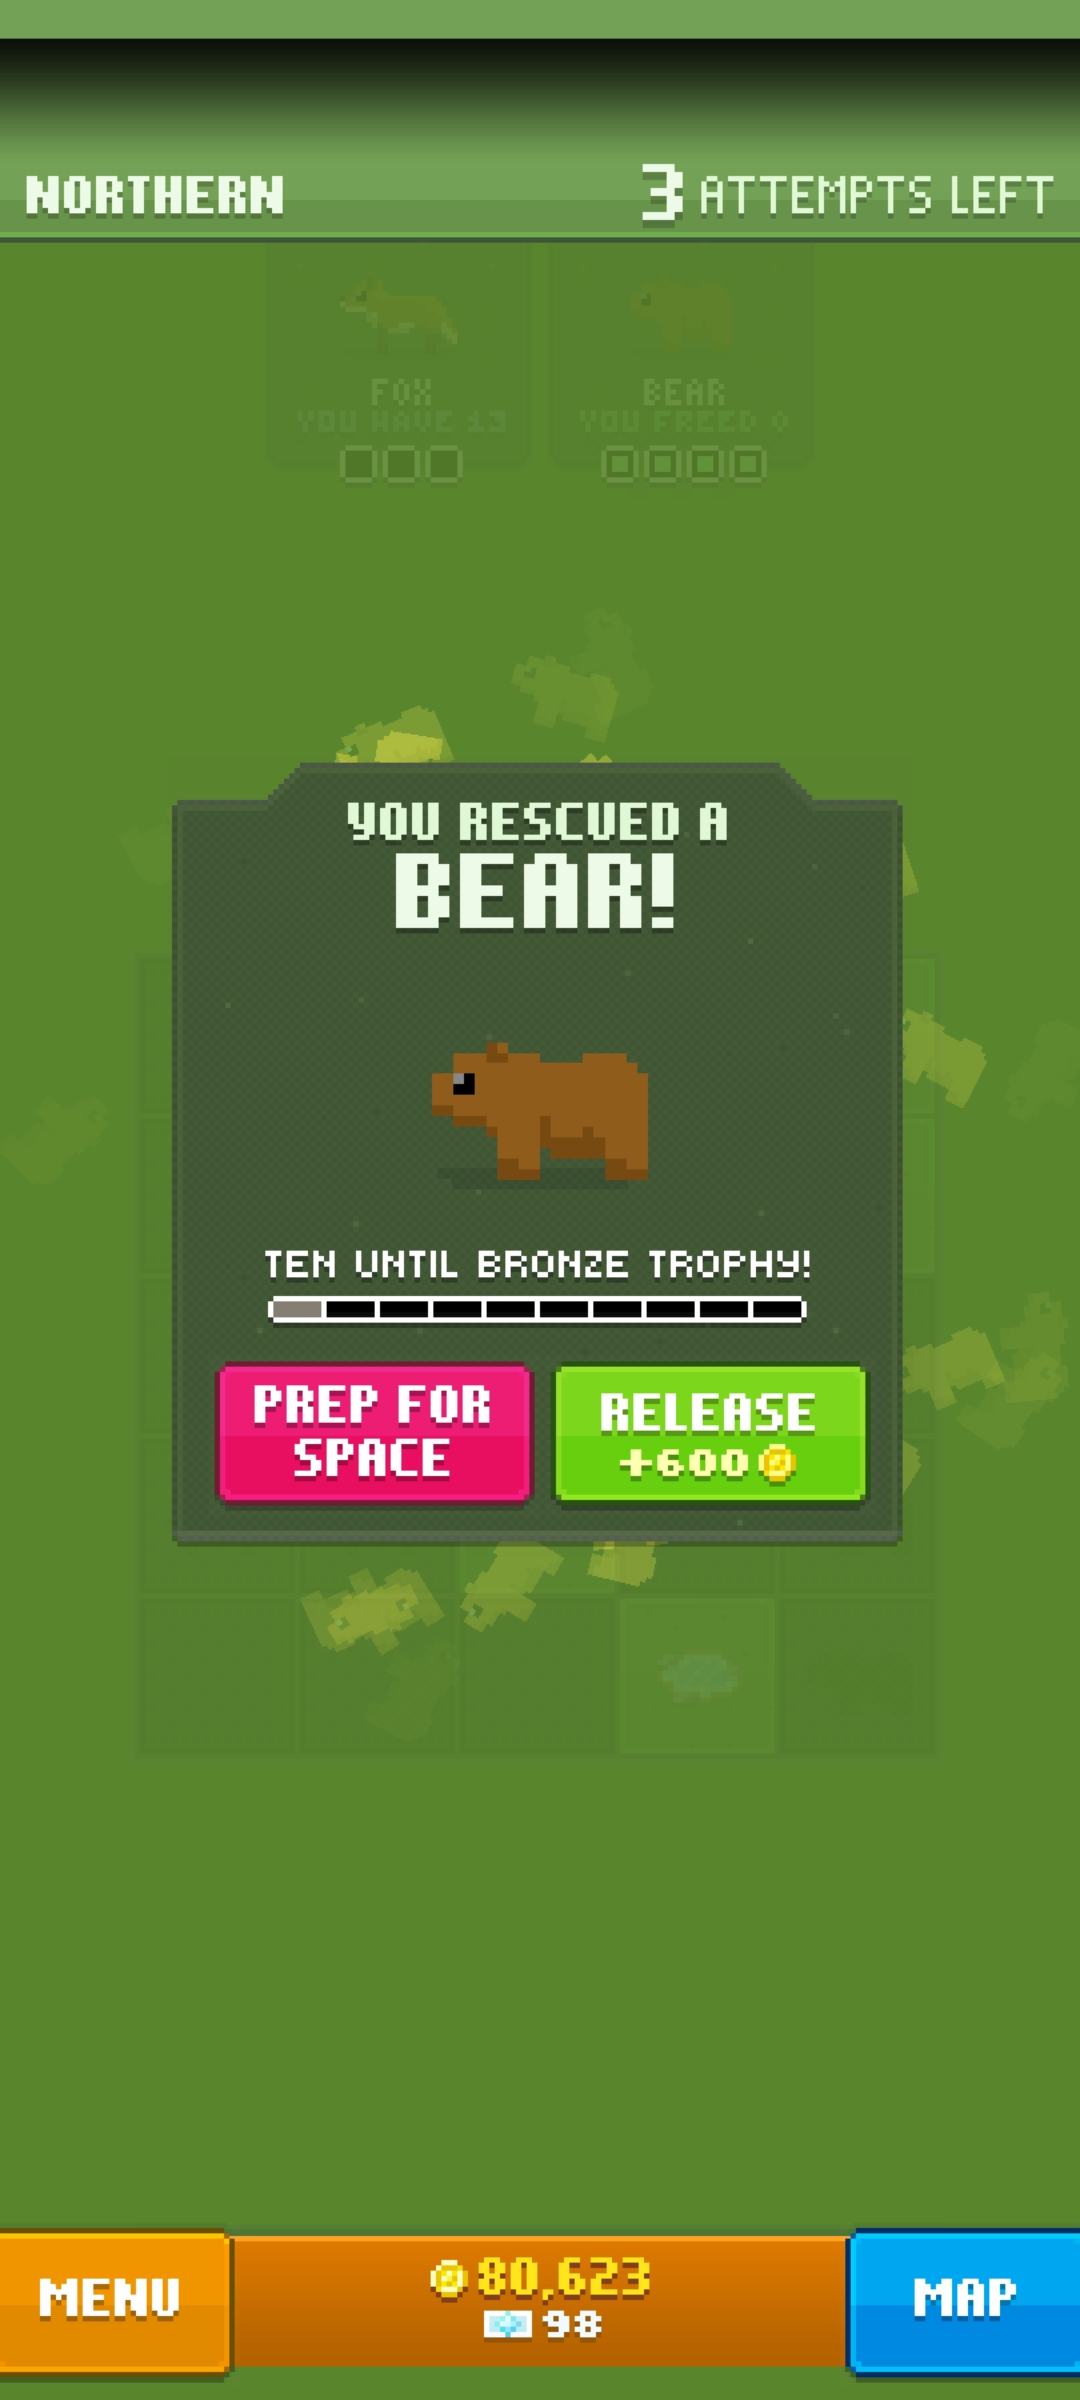 NORTHERN
3 ATTEMPTS LEFT
FOX
YOU HAVE 13
BEAR
YOU FREED 0
YOU RESCUED A
BEAR!
TEN UNTIL BRONZE TROPHY!
PREP FOR
SPACE
RELEASE
+600
MENU
80,623
98
MAP